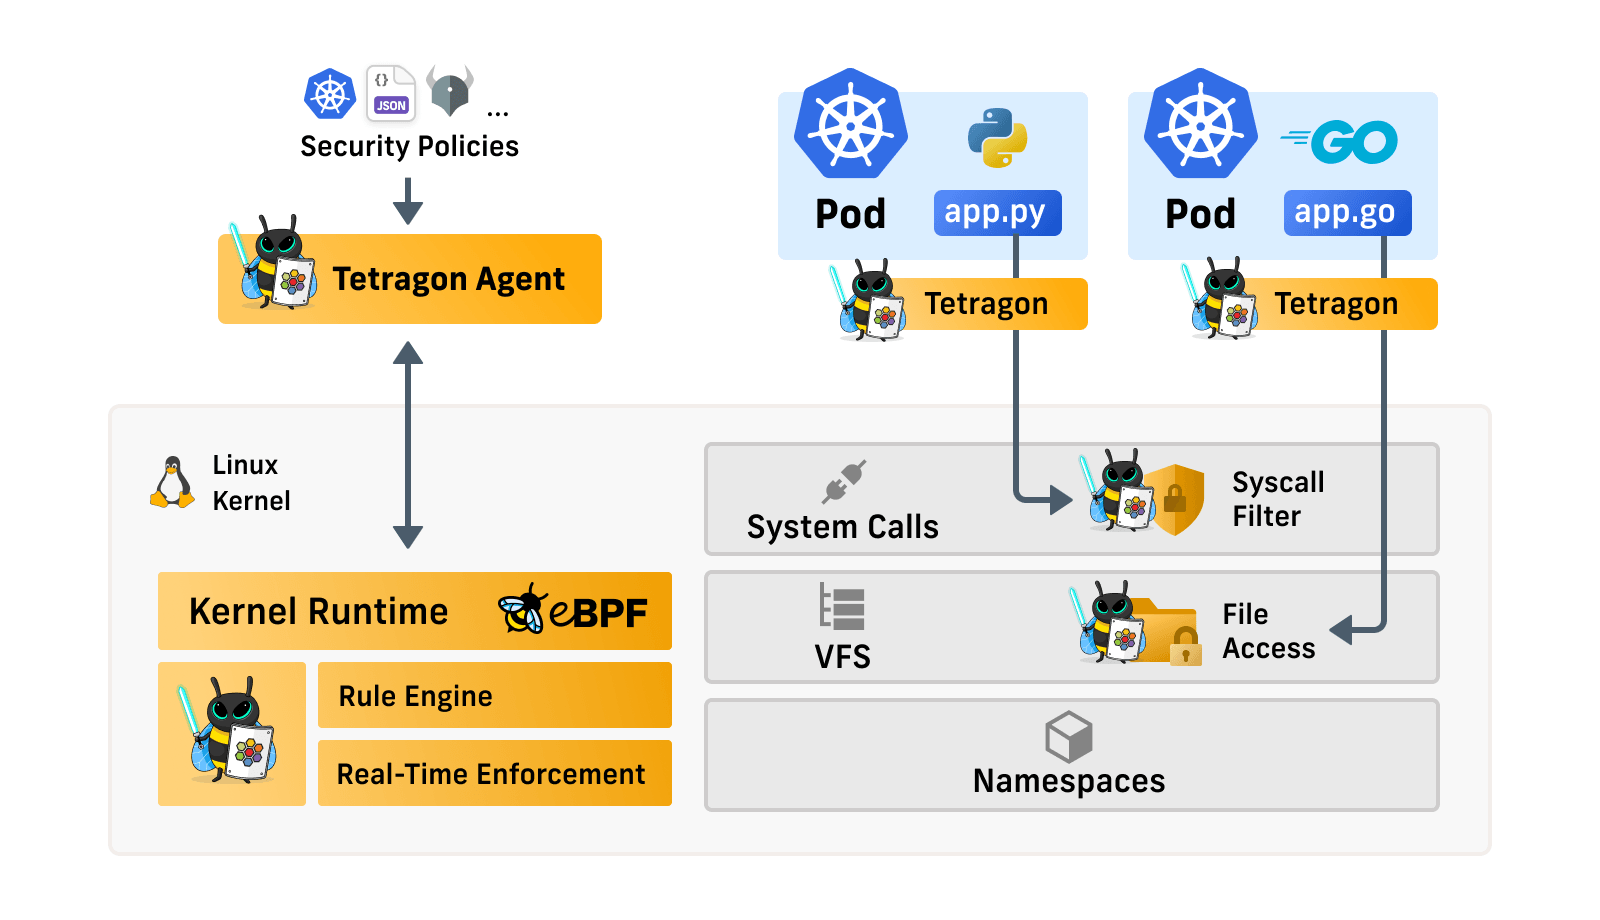 {}
JSON
...
Security Policies
Tetragon Agent
Pod
app.py
Tetragon
GO
Pod
app.go
Tetragon
Linux
Kernel
Kernel Runtime
eBPF
Rule Engine
Real-Time Enforcement
System Calls
Syscall
Filter
VFS
File
Access
Namespaces